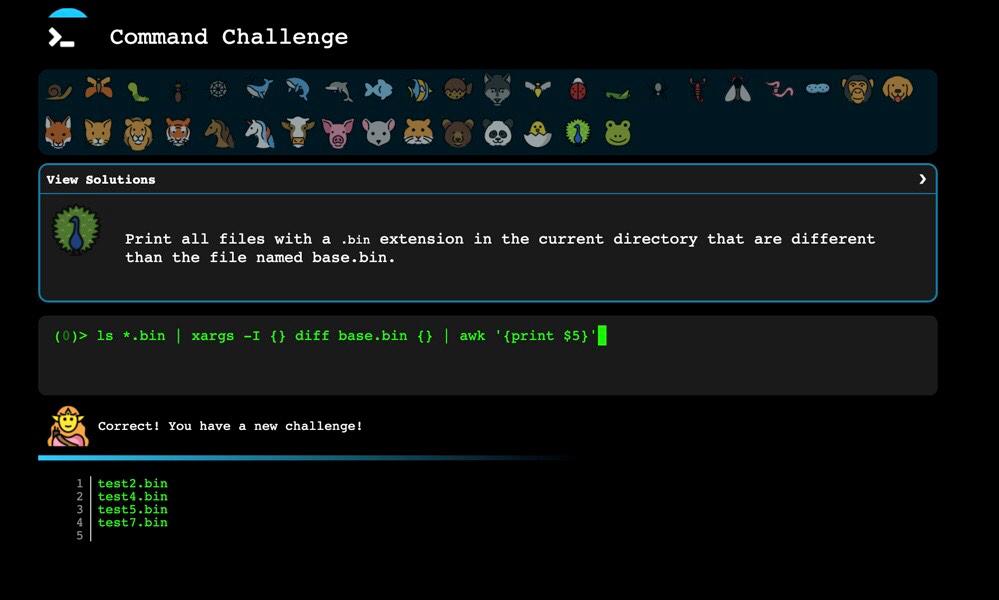 Command Challenge
View Solutions
Print all files with a .bin extension in the current directory that are different
than the file named base.bin.
(0)> ls *.bin | xargs -I {} diff base.bin {} | awk '{print $5}'
Correct! You have a new challenge!
1 test2.bin
2 test4.bin
3 test5.bin
4 test7.bin
5